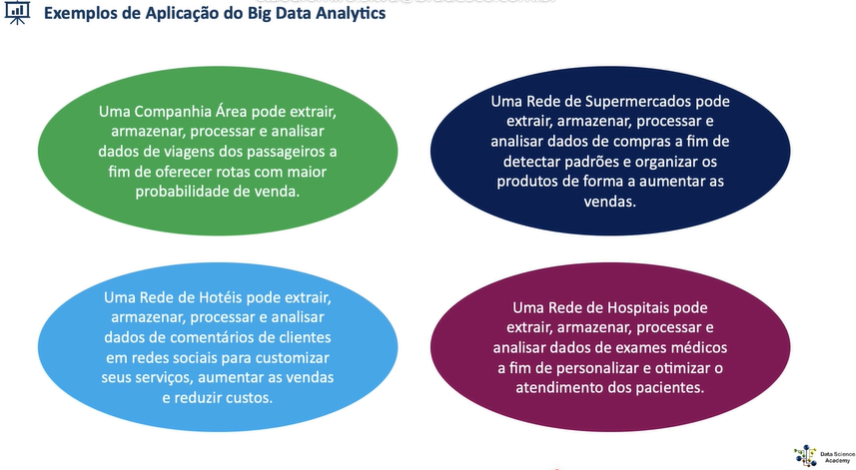 Exemplos de Aplicação do Big Data Analytics
Uma Companhia Área pode extrair,
armazenar, processar e analisar
dados de viagens dos passageiros a
fim de oferecer rotas com maior
probabilidade de venda.
Uma Rede de Supermercados pode
extrair, armazenar, processar e
analisar dados de compras a fim de
detectar padrões e organizar os
produtos de forma a aumentar as
vendas.
Uma Rede de Hotéis pode extrair,
armazenar, processar e analisar
dados de comentários de clientes
em redes sociais para customizar
seus serviços, aumentar as vendas
e reduzir custos.
Uma Rede de Hospitais pode
extrair, armazenar, processar e
analisar dados de exames médicos
a fim de personalizar e otimizar o
atendimento dos pacientes.
Data Science
Academy